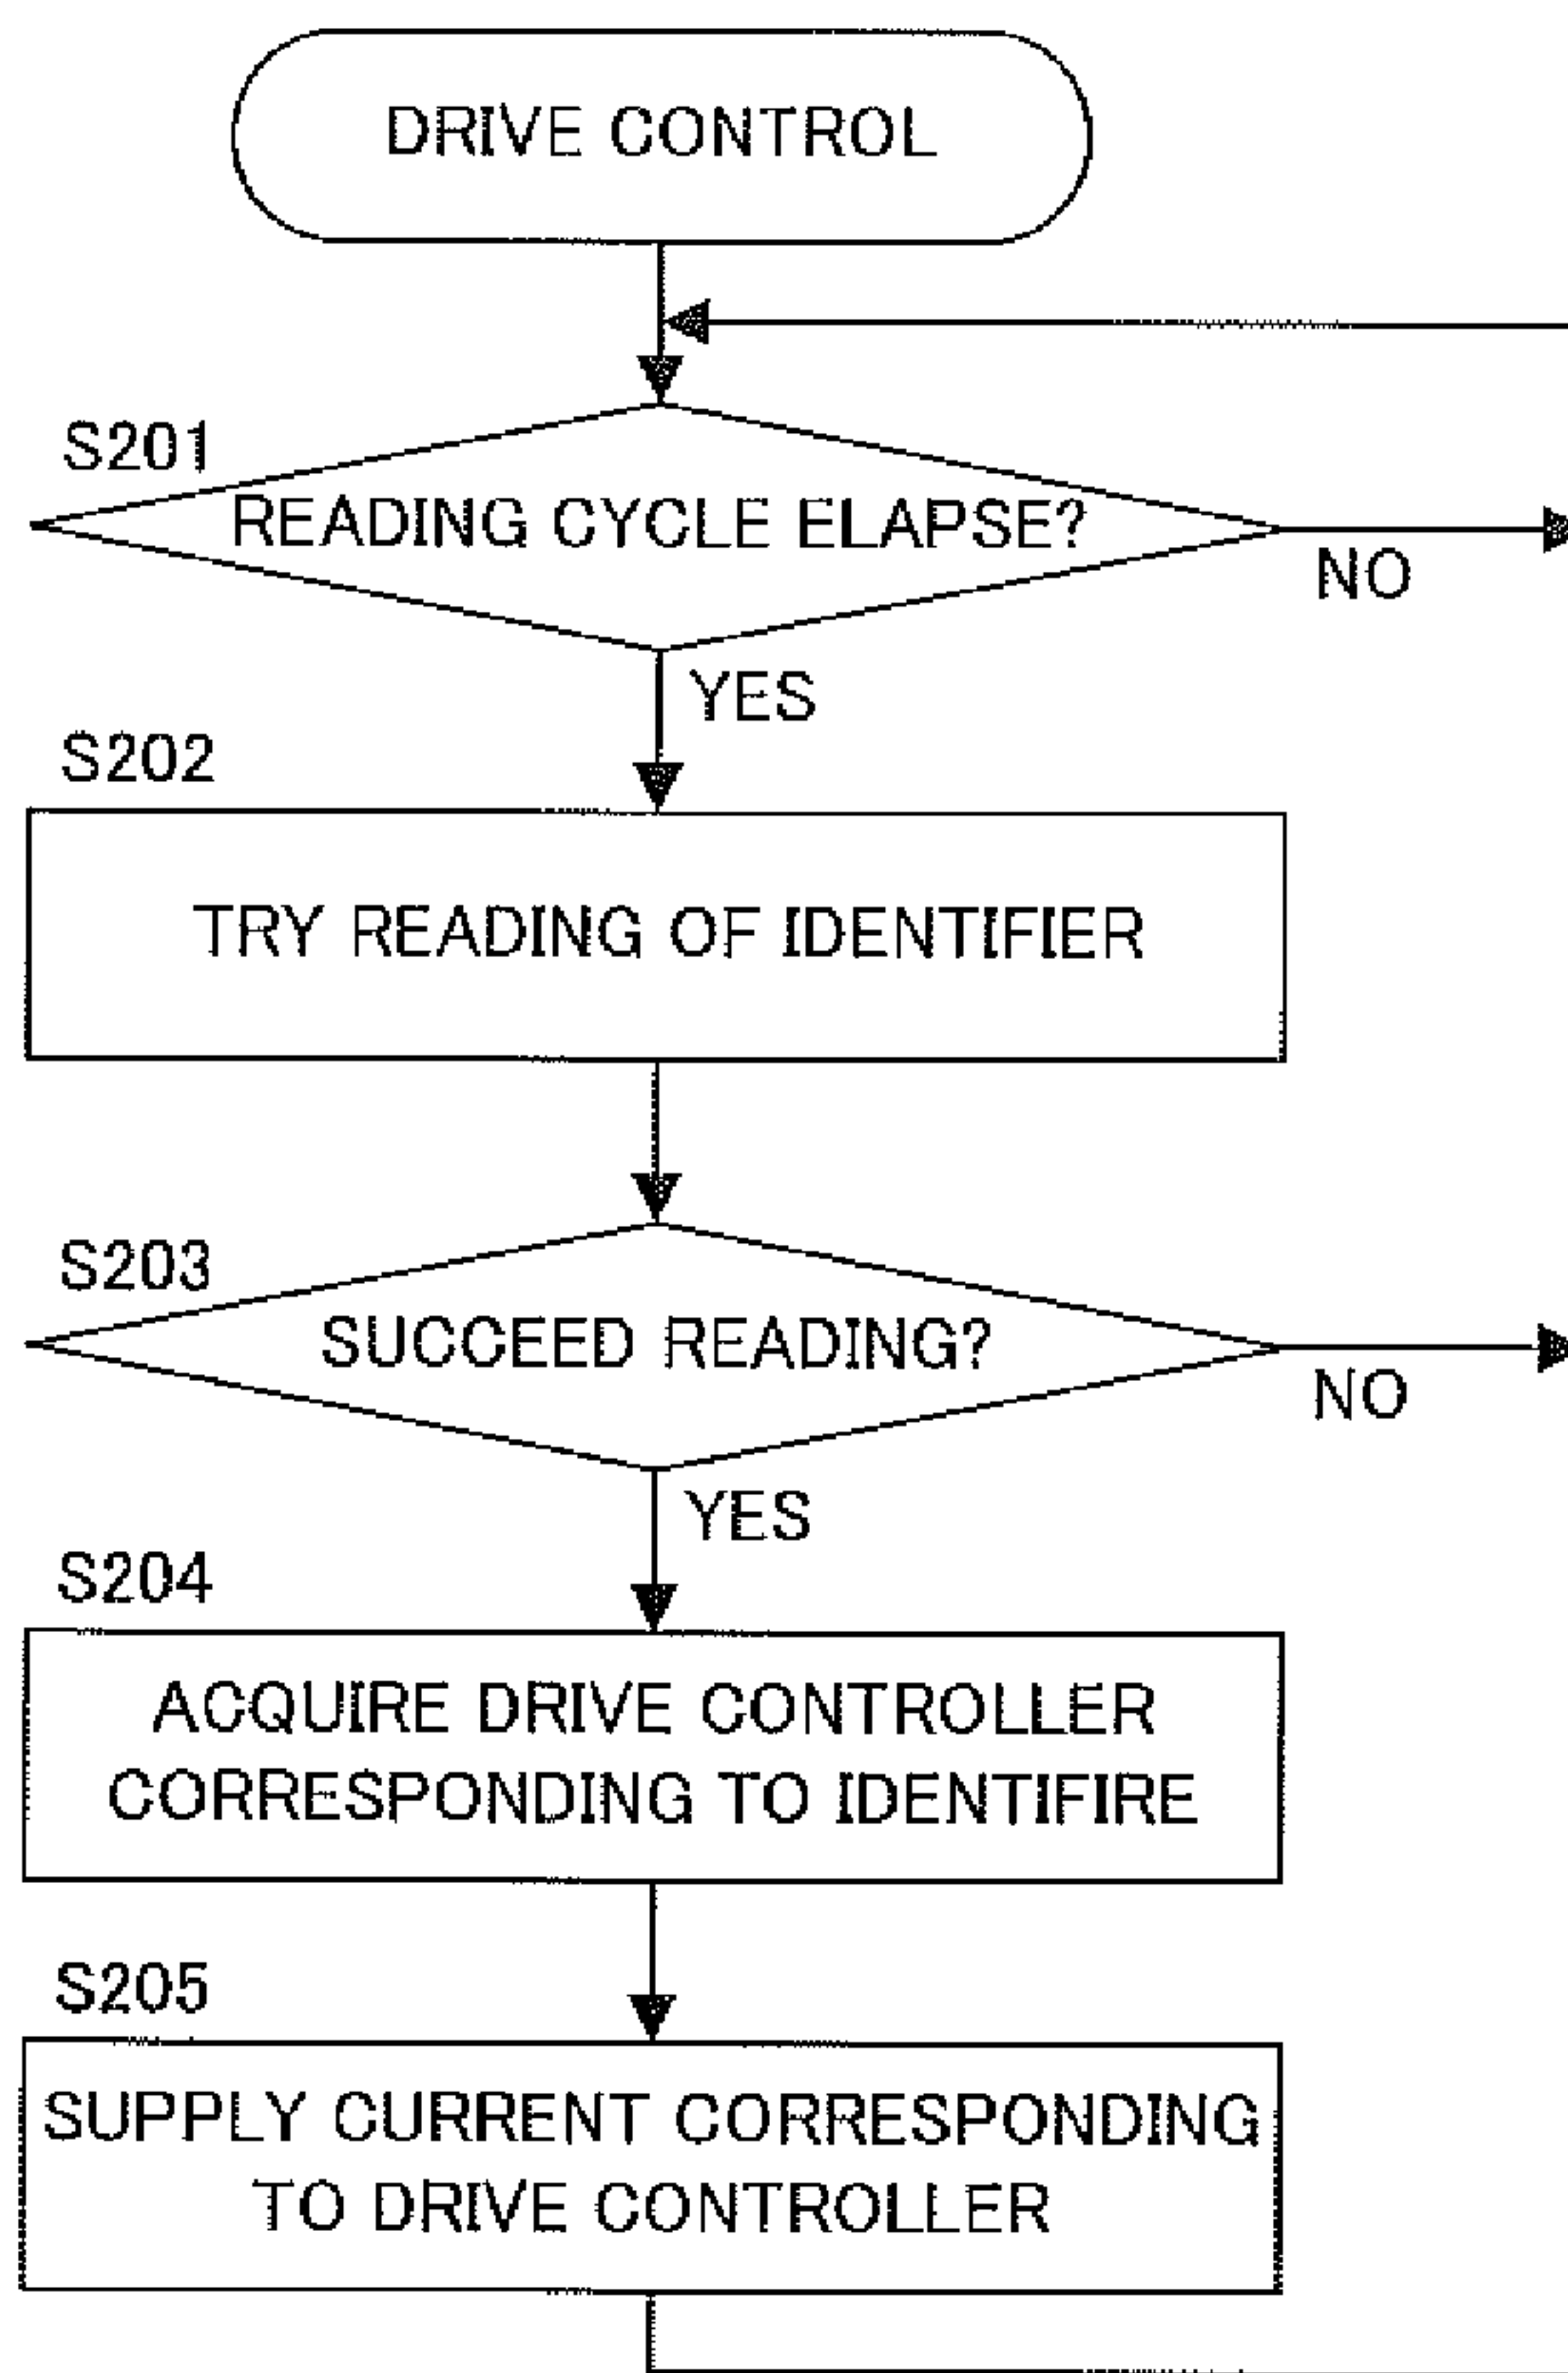 DRIVE CONTROL
S201
READING CYCLE ELAPSE?
NO
YES
S202
TRY READING OF IDENTIFIER
S203
SUCCEED READING?
NO
YES
S204
ACQUIRE DRIVE CONTROLLER
CORRESPONDING TO IDENTIFIRE
S205
SUPPLY CURRENT CORRESPONDING
TO DRIVE CONTROLLER